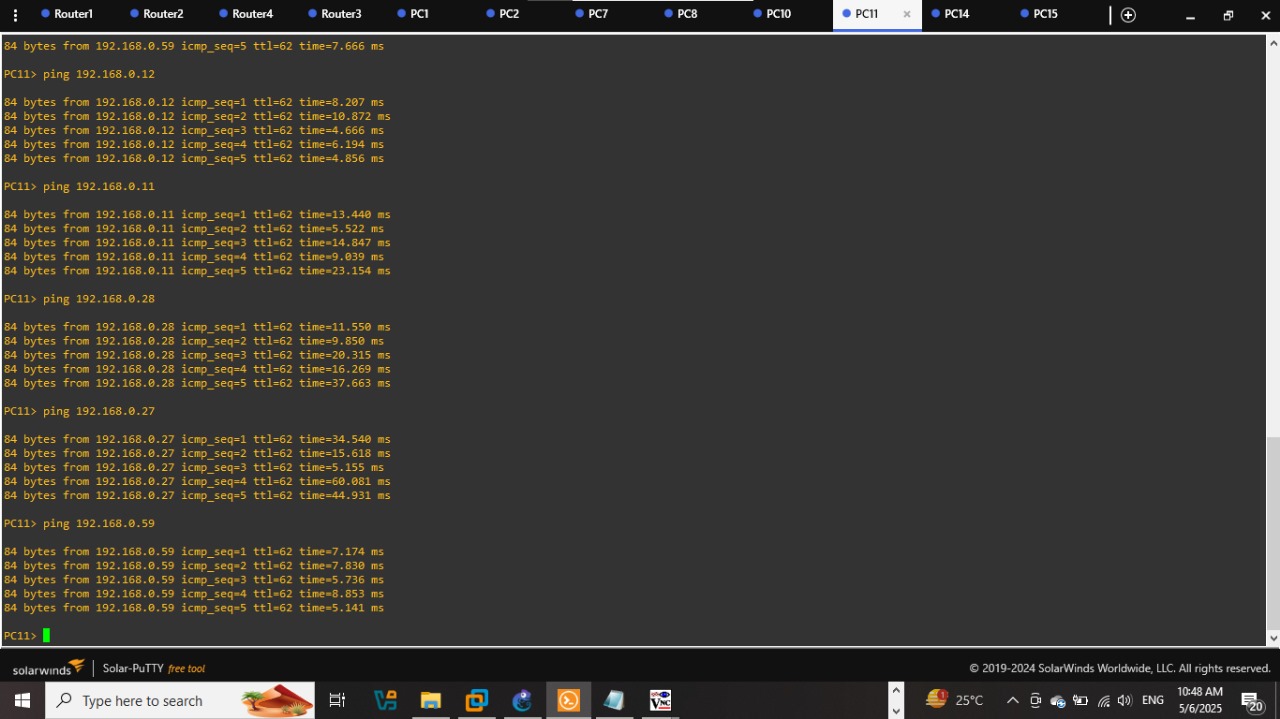 Router1 Router2 Router4 Router3 PC1 PC2 PC7 PC8 PC10 PC11 × PC14 PC15
84 bytes from 192.168.0.59 icmp_seq=5 ttl=62 time=7.666 ms
PC11> ping 192.168.0.12
84 bytes from 192.168.0.12 icmp_seq=1 ttl=62 time=8.207 ms
84 bytes from 192.168.0.12 icmp_seq=2 ttl=62 time=10.872 ms
84 bytes from 192.168.0.12 icmp_seq=3 ttl=62 time=4.666 ms
84 bytes from 192.168.0.12 icmp_seq=4 ttl=62 time=6.194 ms
84 bytes from 192.168.0.12 icmp_seq=5 ttl=62 time=4.856 ms
PC11> ping 192.168.0.11
84 bytes from 192.168.0.11 icmp_seq=1 ttl=62 time=13.440 ms
84 bytes from 192.168.0.11 icmp_seq=2 ttl=62 time=5.522 ms
84 bytes from 192.168.0.11 icmp_seq=3 ttl=62 time=14.847 ms
84 bytes from 192.168.0.11 icmp_seq=4 ttl=62 time=9.039 ms
84 bytes from 192.168.0.11 icmp_seq=5 ttl=62 time=23.154 ms
PC11> ping 192.168.0.28
84 bytes from 192.168.0.28 icmp_seq=1 ttl=62 time=11.550 ms
84 bytes from 192.168.0.28 icmp_seq=2 ttl=62 time=9.850 ms
84 bytes from 192.168.0.28 icmp_seq=3 ttl=62 time=20.315 ms
84 bytes from 192.168.0.28 icmp_seq=4 ttl=62 time=16.269 ms
84 bytes from 192.168.0.28 icmp_seq=5 ttl=62 time=37.663 ms
PC11> ping 192.168.0.27
84 bytes from 192.168.0.27 icmp_seq=1 ttl=62 time=34.540 ms
84 bytes from 192.168.0.27 icmp_seq=2 ttl=62 time=15.618 ms
84 bytes from 192.168.0.27 icmp_seq=3 ttl=62 time=5.155 ms
84 bytes from 192.168.0.27 icmp_seq=4 ttl=62 time=60.081 ms
84 bytes from 192.168.0.27 icmp_seq=5 ttl=62 time=44.931 ms
PC11> ping 192.168.0.59
84 bytes from 192.168.0.59 icmp_seq=1 ttl=62 time=7.174 ms
84 bytes from 192.168.0.59 icmp_seq=2 ttl=62 time=7.830 ms
84 bytes from 192.168.0.59 icmp_seq=3 ttl=62 time=5.736 ms
84 bytes from 192.168.0.59 icmp_seq=4 ttl=62 time=8.853 ms
84 bytes from 192.168.0.59 icmp_seq=5 ttl=62 time=5.141 ms
PC11>
solarwinds Solar-PuTTY free tool © 2019-2024 SolarWinds Worldwide, LLC. All rights reserved.
Type here to search VNC 1 25°C ENG 10:48 AM
5/6/2025 20